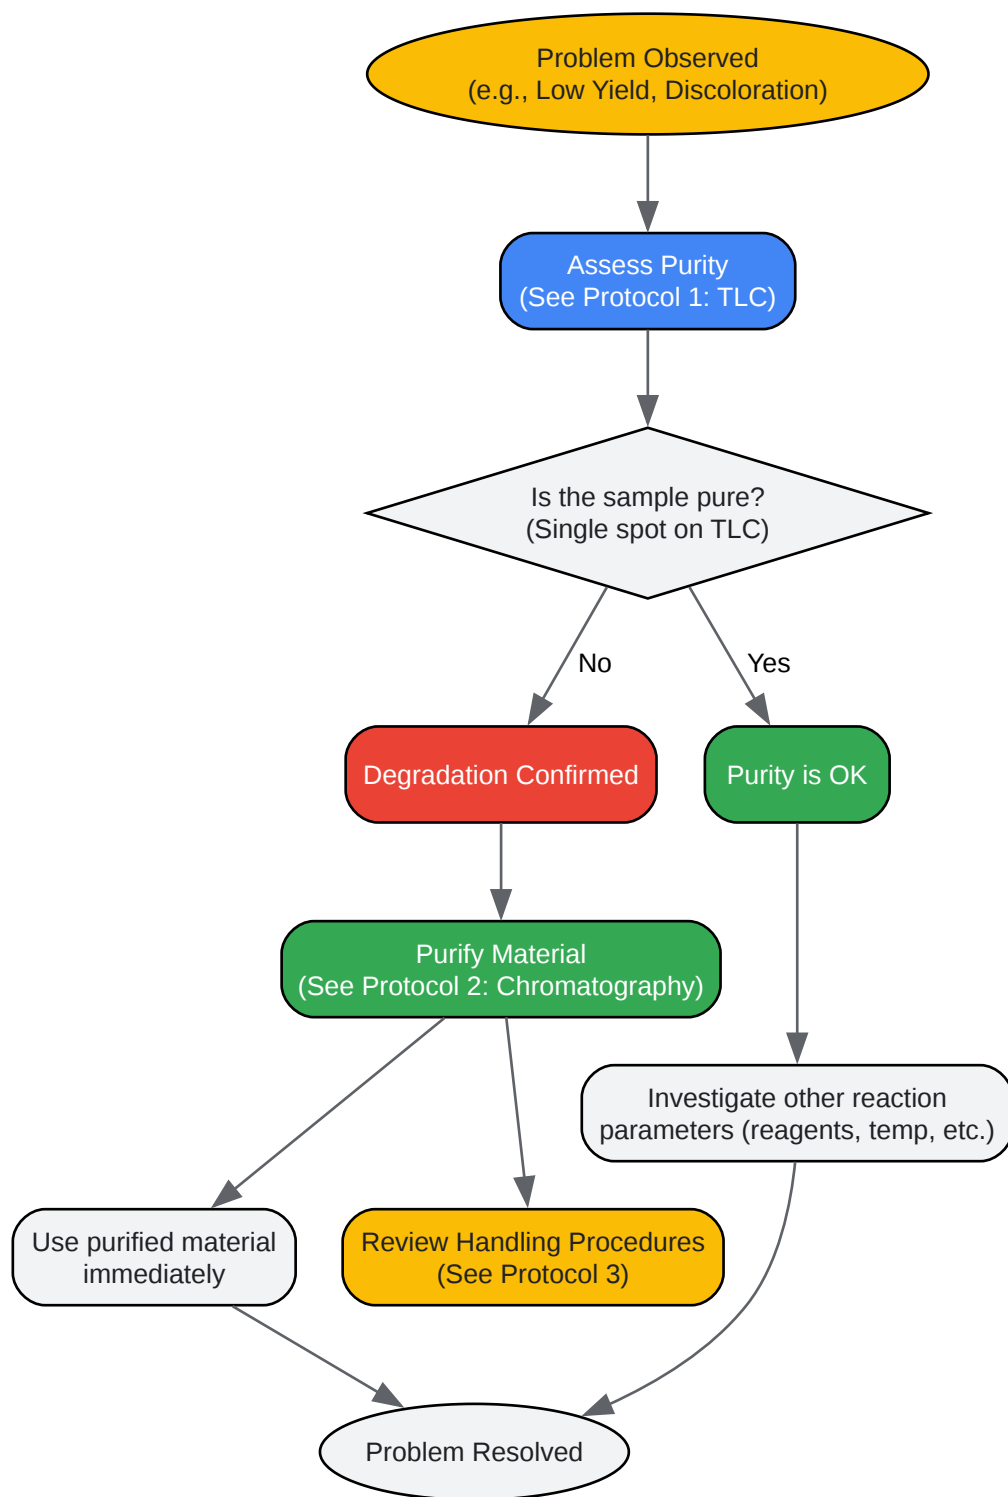 Problem Observed
(e.g., Low Yield, Discoloration)
Assess Purity
(See Protocol 1: TLC)
Is the sample pure?
(Single spot on TLC)
No
Yes
Degradation Confirmed
Purity is OK
Purify Material
(See Protocol 2: Chromatography)
Investigate other reaction
parameters (reagents, temp, etc.)
Use purified material
immediately
Review Handling Procedures
(See Protocol 3)
Problem Resolved